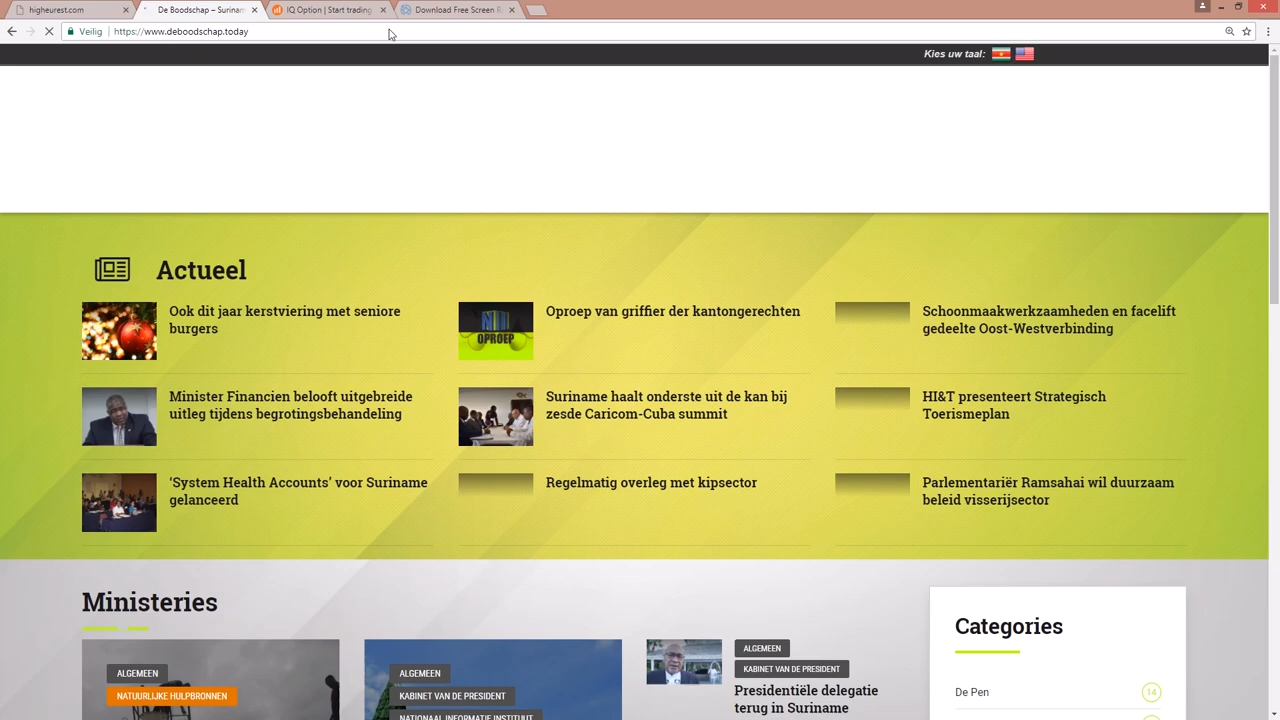 higheurest.com
De Boodschap – Surinam
IQ Option | Start trading
Download Free Screen R
Veilig
https://www.deboodschap.today
Kies uw taal:
Actueel
Ook dit jaar kerstviering met seniore
burgers
Oproep van griffier der kantongerechten
Schoonmaakwerkzaamheden en facelift
gedeelte Oost-Westverbinding
OPROEP
Minister Financien belooft uitgebreide
uitleg tijdens begrotingsbehandeling
Suriname haalt onderste uit de kan bij
zesde Caricom-Cuba summit
HI&T presenteert Strategisch
Toerismeplan
‘System Health Accounts’ voor Suriname
gelanceerd
Regelmatig overleg met kipsector
Parlementariër Ramsahai wil duurzaam
beleid visserijsector
Ministeries
ALGEMEEN
NATUURLIJKE HULPBRONNEN
ALGEMEEN
KABINET VAN DE PRESIDENT
NATIONAAL INFORMATIE INSTITUUT
ALGEMEEN
KABINET VAN DE PRESIDENT
Presidentiële delegatie
terug in Suriname
Categories
De Pen
14